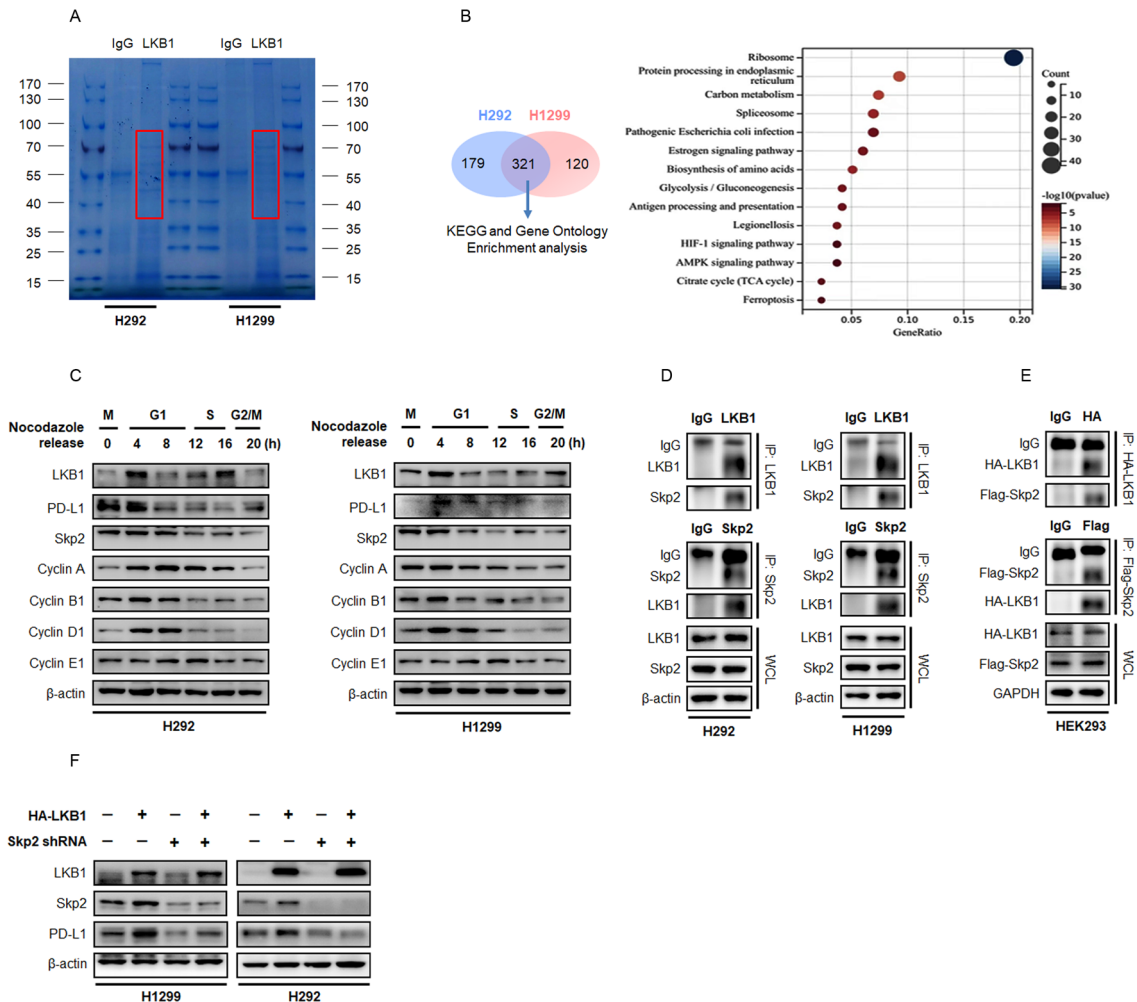 A
IgG LKB1 IgG LKB1
170
130
100
70
55
40
35
25
15
170
130
100
70
55
40
35
25
15
H292 H1299
B
H292 H1299
179 321 120
KEGG and Gene Ontology
Enrichment analysis
Ribosome
Protein processing in endoplasmic
reticulum
Carbon metabolism
Spliceosome
Pathogenic Escherichia coli infection
Estrogen signaling pathway
Biosynthesis of amino acids
Glycolysis / Gluconeogenesis
Antigen processing and presentation
Legionellosis
HIF-1 signaling pathway
AMPK signaling pathway
Citrate cycle (TCA cycle)
Ferroptosis
0.05 0.10 0.15 0.20
GeneRatio
Count
10
20
30
40
-log10(pvalue)
5
10
15
20
25
30
C
M G1 S G2/M
Nocodazole
release 0 4 8 12 16 20 (h)
LKB1
PD-L1
Skp2
Cyclin A
Cyclin B1
Cyclin D1
Cyclin E1
β-actin
H292
M G1 S G2/M
Nocodazole
release 0 4 8 12 16 20 (h)
LKB1
PD-L1
Skp2
Cyclin A
Cyclin B1
Cyclin D1
Cyclin E1
β-actin
H1299
D
IgG LKB1
IgG
LKB1
Skp2
IP: LKB1
IgG Skp2
IgG
Skp2
LKB1
IP: Skp2
LKB1
Skp2
β-actin
WCL
H292
IgG LKB1
IgG
LKB1
Skp2
IP: LKB1
IgG Skp2
IgG
Skp2
LKB1
IP: Skp2
LKB1
Skp2
β-actin
WCL
H1299
E
IgG HA
IgG
HA-LKB1
Flag-Skp2
IP: HA-LKB1
IgG Flag
IgG
Flag-Skp2
HA-LKB1
IP: Flag-Skp2
HA-LKB1
Flag-Skp2
GAPDH
WCL
HEK293
F
HA-LKB1 − + − + − + − +
Skp2 shRNA − − + + − − + +
LKB1
Skp2
PD-L1
β-actin
H1299 H292